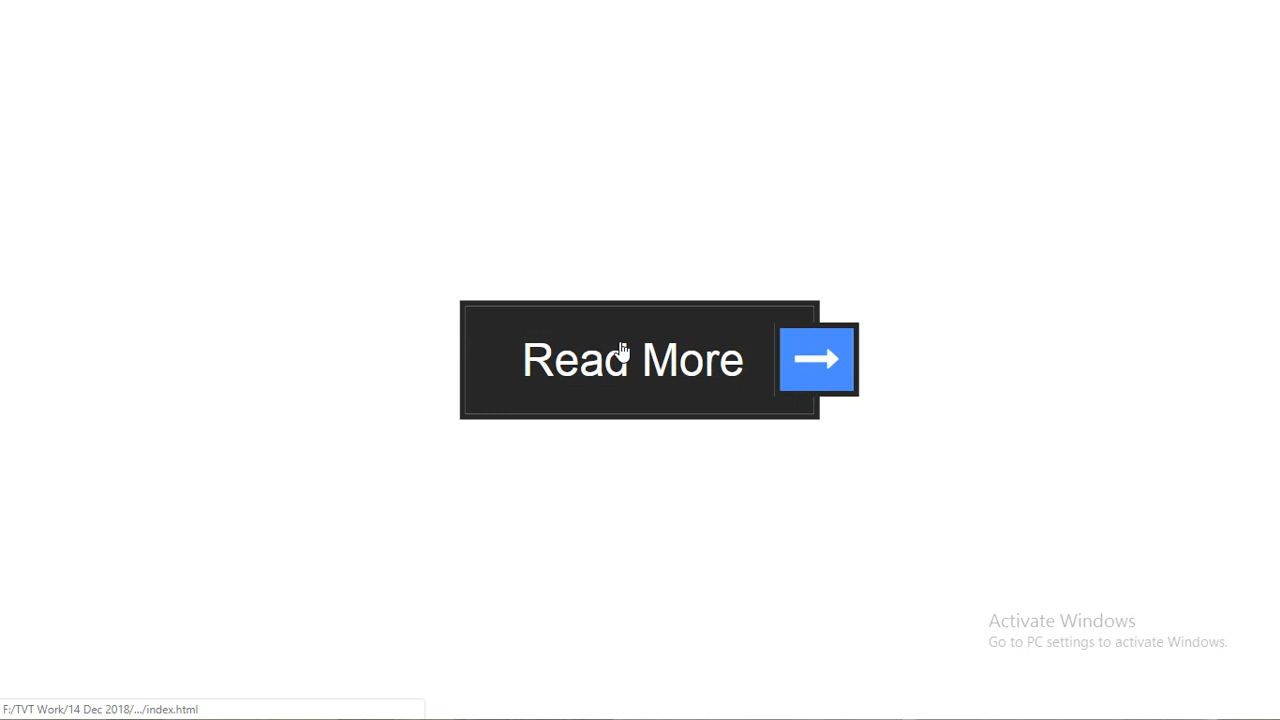 Read More
Activate Windows
Go to PC settings to activate Windows.
F:/TVT Work/14 Dec 2018/.../index.html